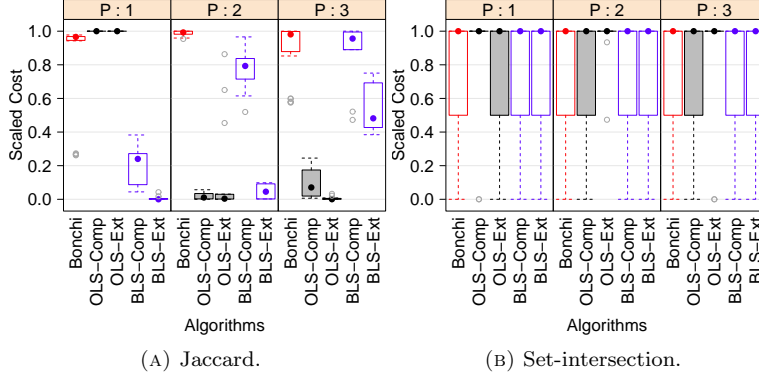 P : 1 P : 2 P : 3
Scaled Cost
1.0
0.8
0.6
0.4
0.2
0.0
Bonchi OLS−Comp OLS−Ext BLS−Comp BLS−Ext Bonchi OLS−Comp OLS−Ext BLS−Comp BLS−Ext Bonchi OLS−Comp OLS−Ext BLS−Comp BLS−Ext
Algorithms
(A) Jaccard.
P : 1 P : 2 P : 3
Scaled Cost
1.0
0.8
0.6
0.4
0.2
0.0
Bonchi OLS−Comp OLS−Ext BLS−Comp BLS−Ext Bonchi OLS−Comp OLS−Ext BLS−Comp BLS−Ext Bonchi OLS−Comp OLS−Ext BLS−Comp BLS−Ext
Algorithms
(B) Set-intersection.